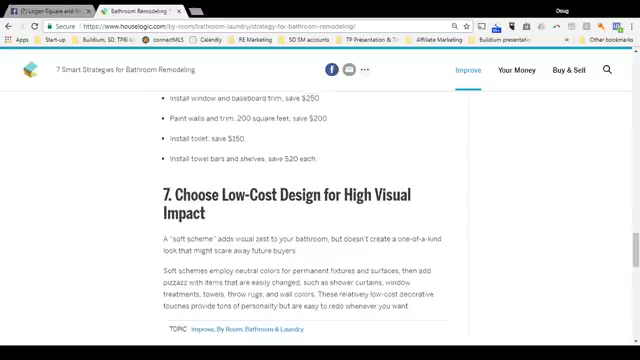 Doug
Logan Square and
Bathroom Remodeling
https://www.houselogic.com/by-room/bathroom-laundry/strategy-for-bathroom-remodeling/
Apps Buildium, SD, TPBi connectMLS Calendly RE Marketing SD SM accounts TP Presentation & T Affiliate Marketing Buildium presentation Other bookmarks
7 Smart Strategies for Bathroom Remodeling
Improve Your Money Buy & Sell
• Install window and baseboard trim; save $250.
• Paint walls and trim, 200 square feet; save $200.
• Install toilet; save $150.
• Install towel bars and shelves, save $20 each.
7. Choose Low-Cost Design for High Visual
Impact
A “soft scheme” adds visual zest to your bathroom, but doesn't create a one-of-a-kind
look that might scare away future buyers.
Soft schemes employ neutral colors for permanent fixtures and surfaces, then add
pizzazz with items that are easily changed, such as shower curtains, window
treatments, towels, throw rugs, and wall colors. These relatively low-cost decorative
touches provide tons of personality but are easy to redo whenever you want.
TOPIC Improve, By Room, Bathroom & Laundry